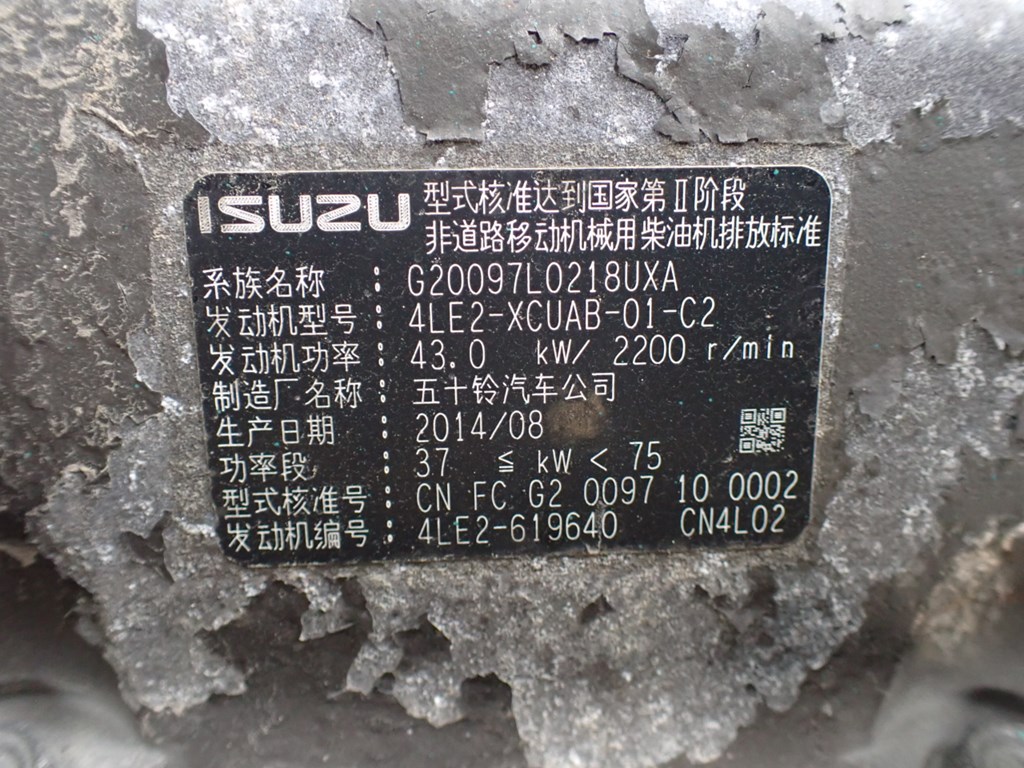 ISUZU 型式核准达到国家第Ⅱ阶段
非道路移动机械用柴油机排放标准
系族名称 : G20097L0218UXA
发动机型号 : 4LE2-XCUAB-01-C2
发动机功率 : 43.0 kW/ 2200 r/min
制造厂名称 : 五十铃汽车公司
生产日期 : 2014/08
功率段 : 37 ≦ kW < 75
型式核准号 : CN FC G2 0097 10 0002
发动机编号 : 4LE2-619640 CN4L02